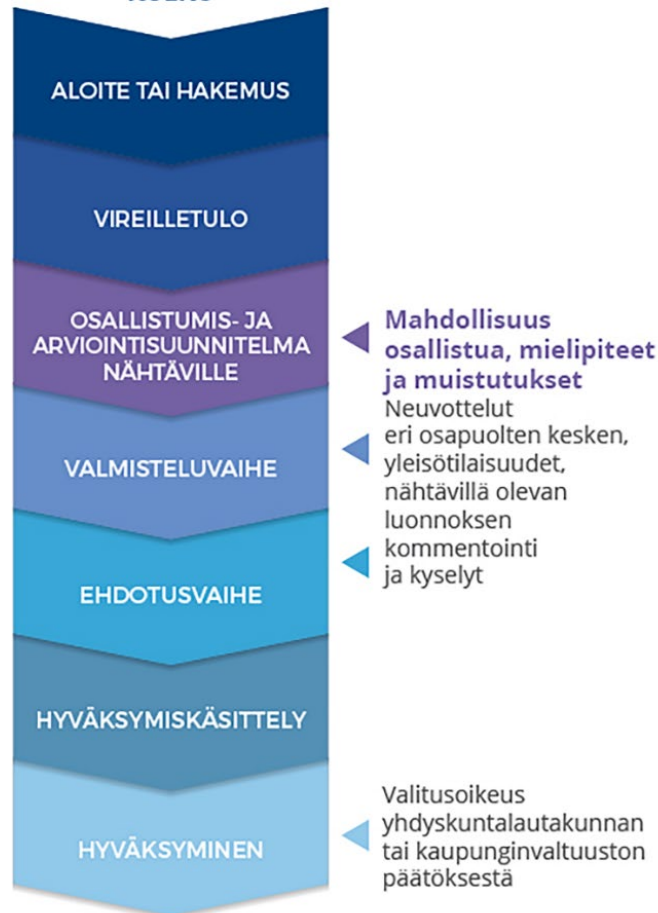 ALOITE TAI HAKEMUS
VIREILLETULO
OSALLISTUMIS- JA
ARVIOINTISUUNNITELMA
NÄHTÄVILLE
Mahdollisuus
osallistua, mielipiteet
ja muistutukset
VALMISTELUVAIHE
Neuvottelut
eri osapuolten kesken,
yleisötilaisuudet,
nähtävillä olevan
luonnoksen
kommentointi
ja kyselyt
EHDOTUSVAIHE
HYVÄKSYMISKÄSITTELY
HYVÄKSYMINEN
Valitusoikeus
yhdyskuntalautakunnan
tai kaupunginvaltuuston
päätöksestä